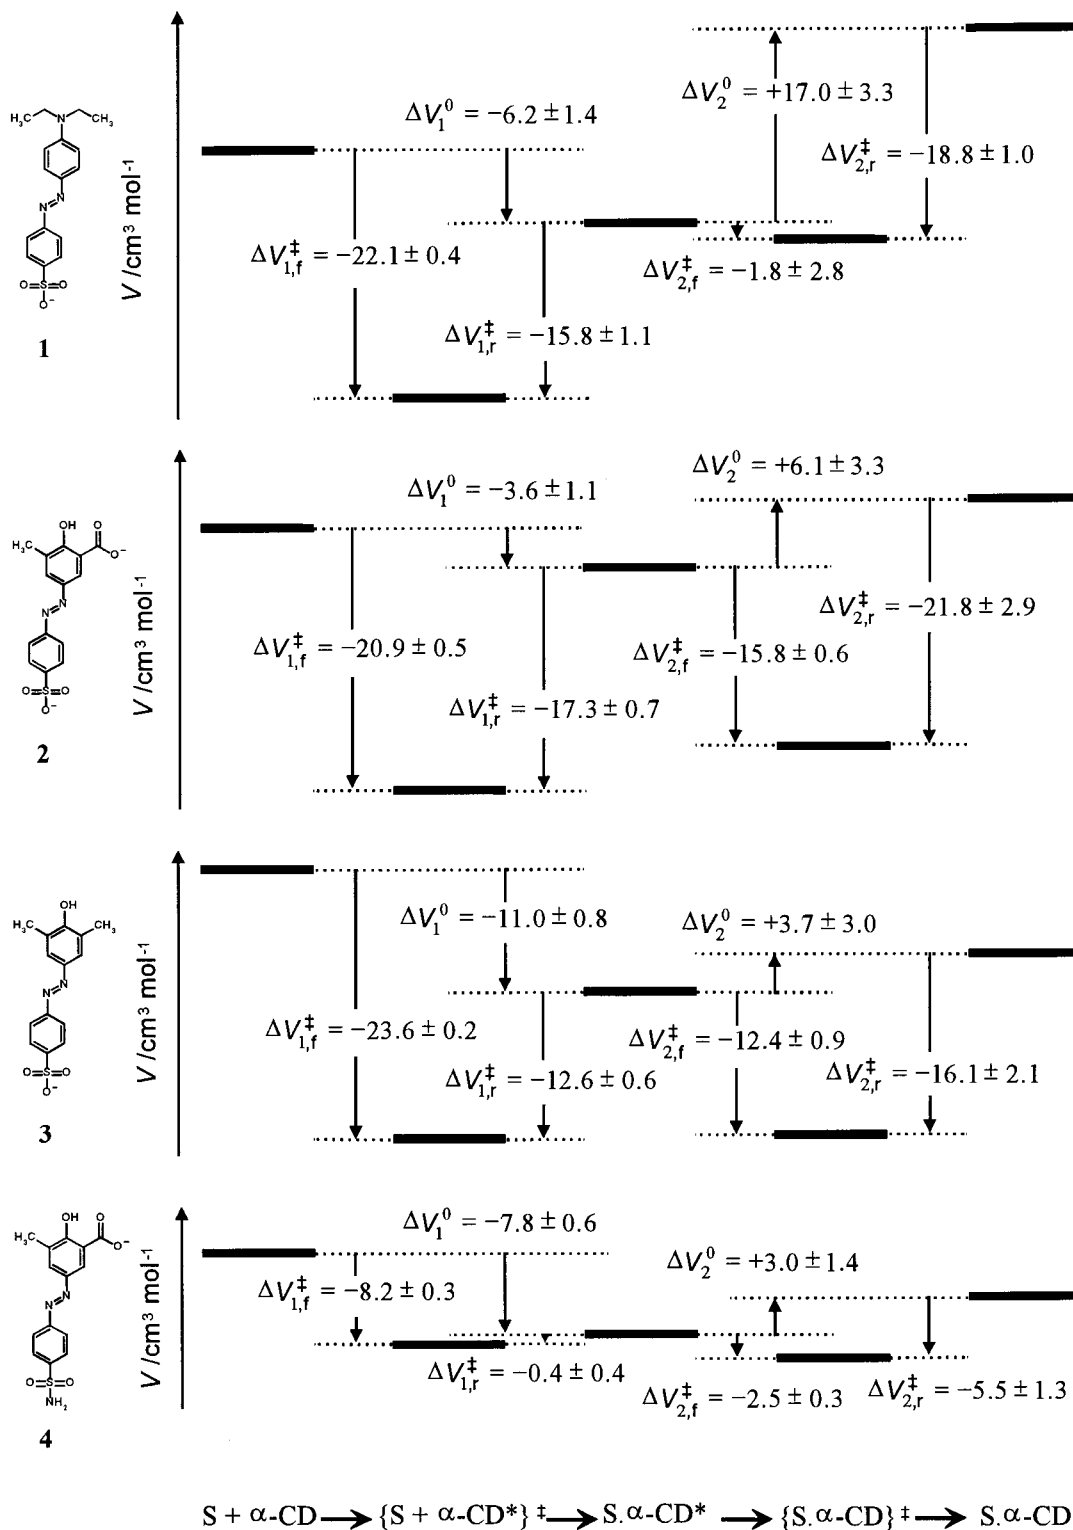 V /cm³ mol⁻¹
H₃C
N
CH₃
N
N
O=S=O
O⁻
1
ΔV₁⁰ = −6.2 ± 1.4
ΔV₂⁰ = +17.0 ± 3.3
ΔV‡₂,r = −18.8 ± 1.0
ΔV‡₁,f = −22.1 ± 0.4
ΔV‡₂,f = −1.8 ± 2.8
ΔV‡₁,r = −15.8 ± 1.1
V /cm³ mol⁻¹
OH
O
H₃C
O⁻
N
N
O=S=O
O⁻
2
ΔV₁⁰ = −3.6 ± 1.1
ΔV₂⁰ = +6.1 ± 3.3
ΔV‡₂,r = −21.8 ± 2.9
ΔV‡₁,f = −20.9 ± 0.5
ΔV‡₂,f = −15.8 ± 0.6
ΔV‡₁,r = −17.3 ± 0.7
V /cm³ mol⁻¹
OH
H₃C
CH₃
N
N
O=S=O
O⁻
3
ΔV₁⁰ = −11.0 ± 0.8
ΔV₂⁰ = +3.7 ± 3.0
ΔV‡₁,f = −23.6 ± 0.2
ΔV‡₂,f = −12.4 ± 0.9
ΔV‡₁,r = −12.6 ± 0.6
ΔV‡₂,r = −16.1 ± 2.1
V /cm³ mol⁻¹
OH
O
H₃C
O⁻
N
N
O=S=O
NH₂
4
ΔV₁⁰ = −7.8 ± 0.6
ΔV₂⁰ = +3.0 ± 1.4
ΔV‡₁,f = −8.2 ± 0.3
ΔV‡₁,r = −0.4 ± 0.4
ΔV‡₂,f = −2.5 ± 0.3
ΔV‡₂,r = −5.5 ± 1.3
S + α-CD → {S + α-CD*}‡ → S.α-CD* → {S.α-CD}‡ → S.α-CD